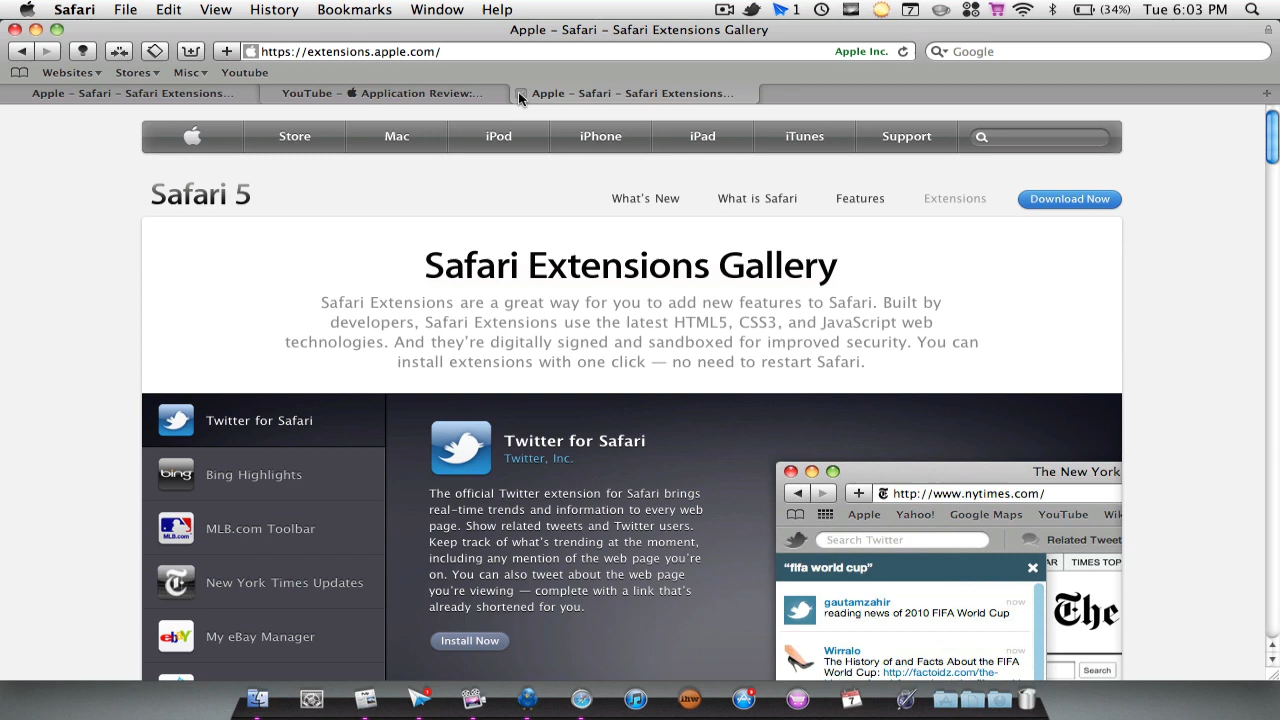 Safari File Edit View History Bookmarks Window Help 1 7 (34%) Tue 6:03 PM
Apple – Safari – Safari Extensions Gallery
https://extensions.apple.com/ Apple Inc. Google
Websites Stores Misc Youtube
Apple – Safari – Safari Extensions... YouTube – Application Review:... Apple – Safari – Safari Extensions...
Store Mac iPod iPhone iPad iTunes Support
Safari 5
What's New What is Safari Features Extensions Download Now
Safari Extensions Gallery
Safari Extensions are a great way for you to add new features to Safari. Built by
developers, Safari Extensions use the latest HTML5, CSS3, and JavaScript web
technologies. And they're digitally signed and sandboxed for improved security. You can
install extensions with one click — no need to restart Safari.
Twitter for Safari
bing Bing Highlights
MLB.com MLB.com Toolbar
New York Times Updates
ebY My eBay Manager
Twitter for Safari
Twitter, Inc.
The official Twitter extension for Safari brings
real-time trends and information to every web
page. Show related tweets and Twitter users.
Keep track of what's trending at the moment,
including any mention of the web page you're
on. You can also tweet about the web page
you're viewing — complete with a link that's
already shortened for you.
Install Now
The New York
http://www.nytimes.com/
Apple Yahoo! Google Maps YouTube Wik
Search Twitter Related Tweet
"fifa world cup"
AR TIMES TOP
gautamzahir now
reading news of 2010 FIFA World Cup
The
Wirralo now
The History of and Facts About the FIFA
World Cup: http://factoidz.com/the-
Search
ihw
7